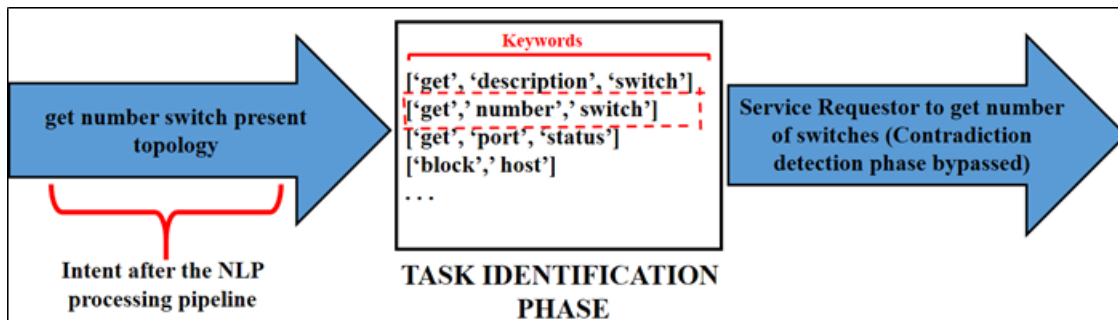 get number switch present
topology
Intent after the NLP
processing pipeline
Keywords
[‘get’, ‘description’, ‘switch’]
[‘get’,’ number’,’ switch’]
[‘get’, ‘port’, ‘status’]
[‘block’,’ host’]
. . .
TASK IDENTIFICATION
PHASE
Service Requestor to get number
of switches (Contradiction
detection phase bypassed)